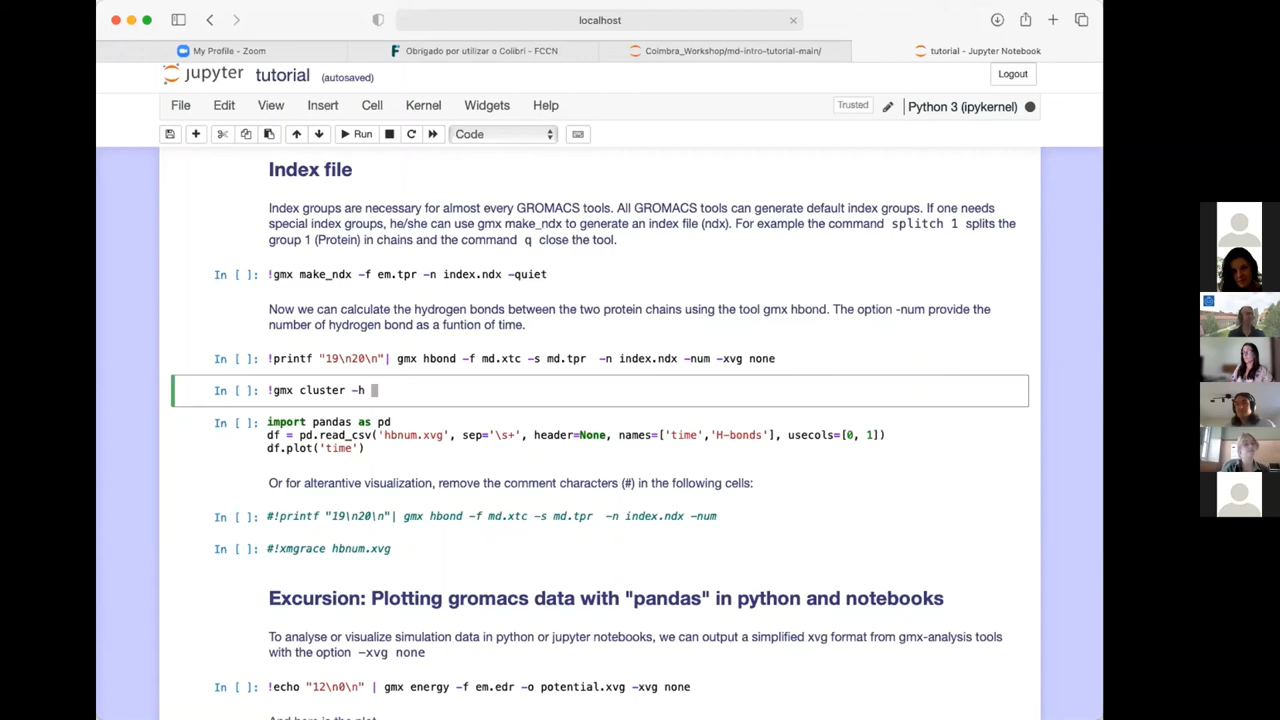 localhost
My Profile - Zoom
Obrigado por utilizar o Colibri - FCCN
Coimbra_Workshop/md-intro-tutorial-main/
tutorial - Jupyter Notebook
jupyter tutorial (autosaved)
Logout
File Edit View Insert Cell Kernel Widgets Help
Trusted
Python 3 (ipykernel)
Run
Code
Index file
Index groups are necessary for almost every GROMACS tools. All GROMACS tools can generate default index groups. If one needs
special index groups, he/she can use gmx make_ndx to generate an index file (ndx). For example the command splitch 1 splits the
group 1 (Protein) in chains and the command q close the tool.
In [ ]: !gmx make_ndx -f em.tpr -n index.ndx -quiet
Now we can calculate the hydrogen bonds between the two protein chains using the tool gmx hbond. The option -num provide the
number of hydrogen bond as a funtion of time.
In [ ]: !printf "19\n20\n"| gmx hbond -f md.xtc -s md.tpr  -n index.ndx -num -xvg none
In [ ]: !gmx cluster -h
In [ ]: import pandas as pd
df = pd.read_csv('hbnum.xvg', sep='\s+', header=None, names=['time','H-bonds'], usecols=[0, 1])
df.plot('time')
Or for alterantive visualization, remove the comment characters (#) in the following cells:
In [ ]: #!printf "19\n20\n"| gmx hbond -f md.xtc -s md.tpr  -n index.ndx -num
In [ ]: #!xmgrace hbnum.xvg
Excursion: Plotting gromacs data with "pandas" in python and notebooks
To analyse or visualize simulation data in python or jupyter notebooks, we can output a simplified xvg format from gmx-analysis tools
with the option -xvg none
In [ ]: !echo "12\n0\n" | gmx energy -f em.edr -o potential.xvg -xvg none
And here is the plot